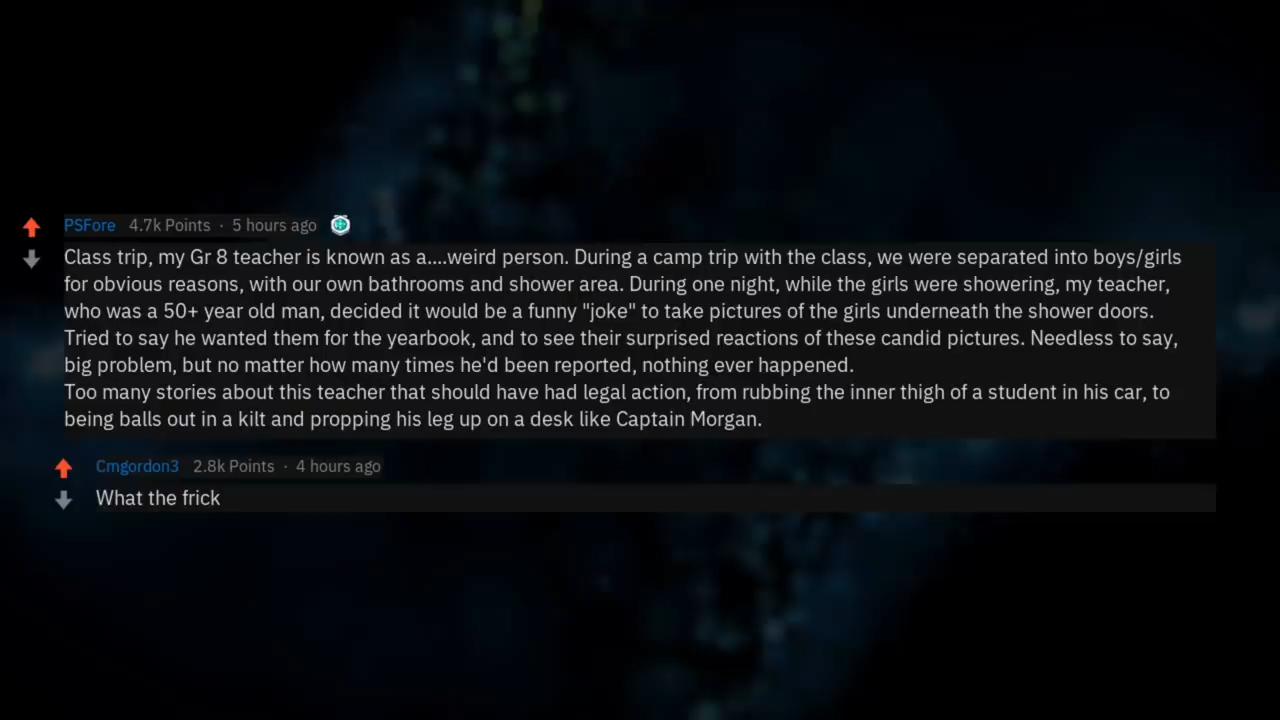 PSFore 4.7k Points · 5 hours ago
Class trip, my Gr 8 teacher is known as a....weird person. During a camp trip with the class, we were separated into boys/girls
for obvious reasons, with our own bathrooms and shower area. During one night, while the girls were showering, my teacher,
who was a 50+ year old man, decided it would be a funny "joke" to take pictures of the girls underneath the shower doors.
Tried to say he wanted them for the yearbook, and to see their surprised reactions of these candid pictures. Needless to say,
big problem, but no matter how many times he'd been reported, nothing ever happened.
Too many stories about this teacher that should have had legal action, from rubbing the inner thigh of a student in his car, to
being balls out in a kilt and propping his leg up on a desk like Captain Morgan.
Cmgordon3 2.8k Points · 4 hours ago
What the frick